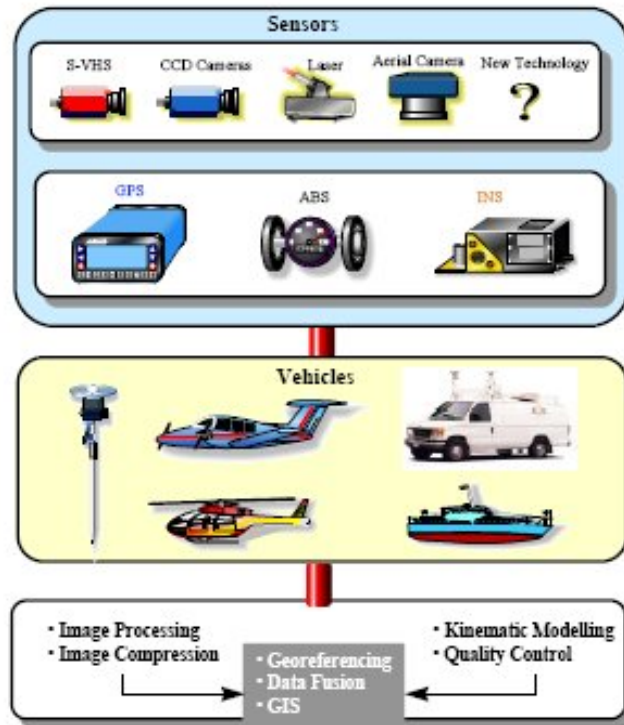 Sensors
S-VHS
CCD Cameras
Laser
Aerial Camera
New Technology
?
GPS
ABS
INS
Vehicles
• Image Processing
• Image Compression
• Georeferencing
• Data Fusion
• GIS
• Kinematic Modelling
• Quality Control